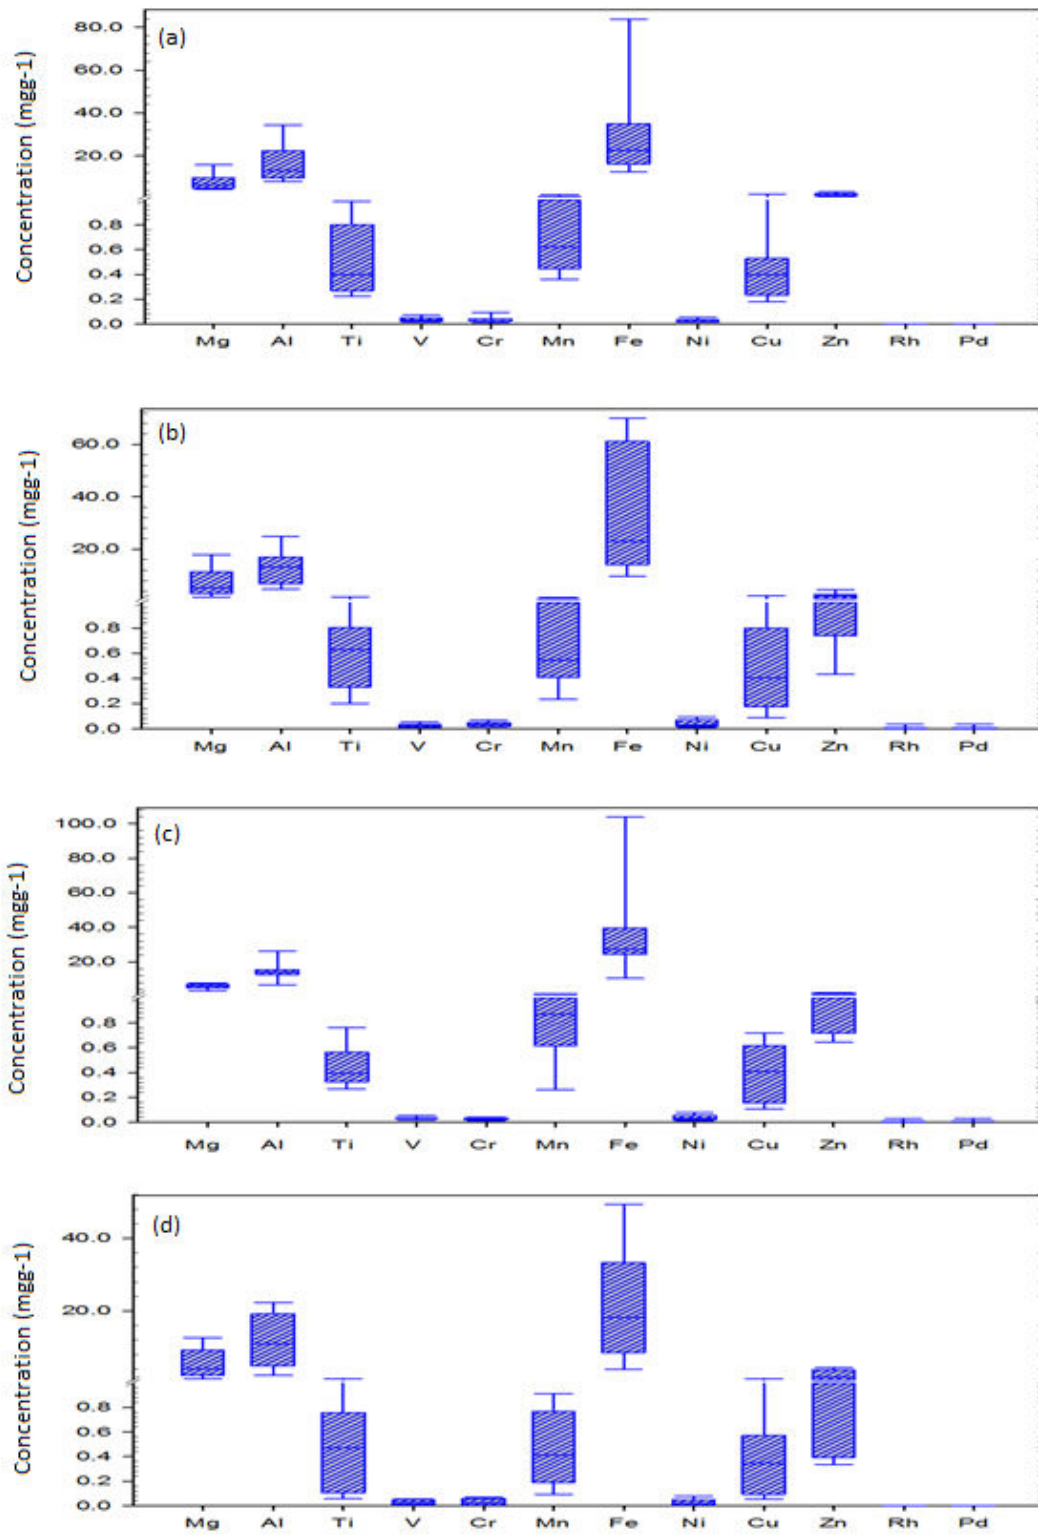 (a)
Concentration (mgg-1)
80.0
60.0
40.0
20.0
0.8
0.6
0.4
0.2
0.0
Mg Al Ti V Cr Mn Fe Ni Cu Zn Rh Pd
(b)
Concentration (mgg-1)
60.0
40.0
20.0
0.8
0.6
0.4
0.2
0.0
Mg Al Ti V Cr Mn Fe Ni Cu Zn Rh Pd
(c)
Concentration (mgg-1)
100.0
80.0
60.0
40.0
20.0
0.8
0.6
0.4
0.2
0.0
Mg Al Ti V Cr Mn Fe Ni Cu Zn Rh Pd
(d)
Concentration (mgg-1)
40.0
20.0
0.8
0.6
0.4
0.2
0.0
Mg Al Ti V Cr Mn Fe Ni Cu Zn Rh Pd